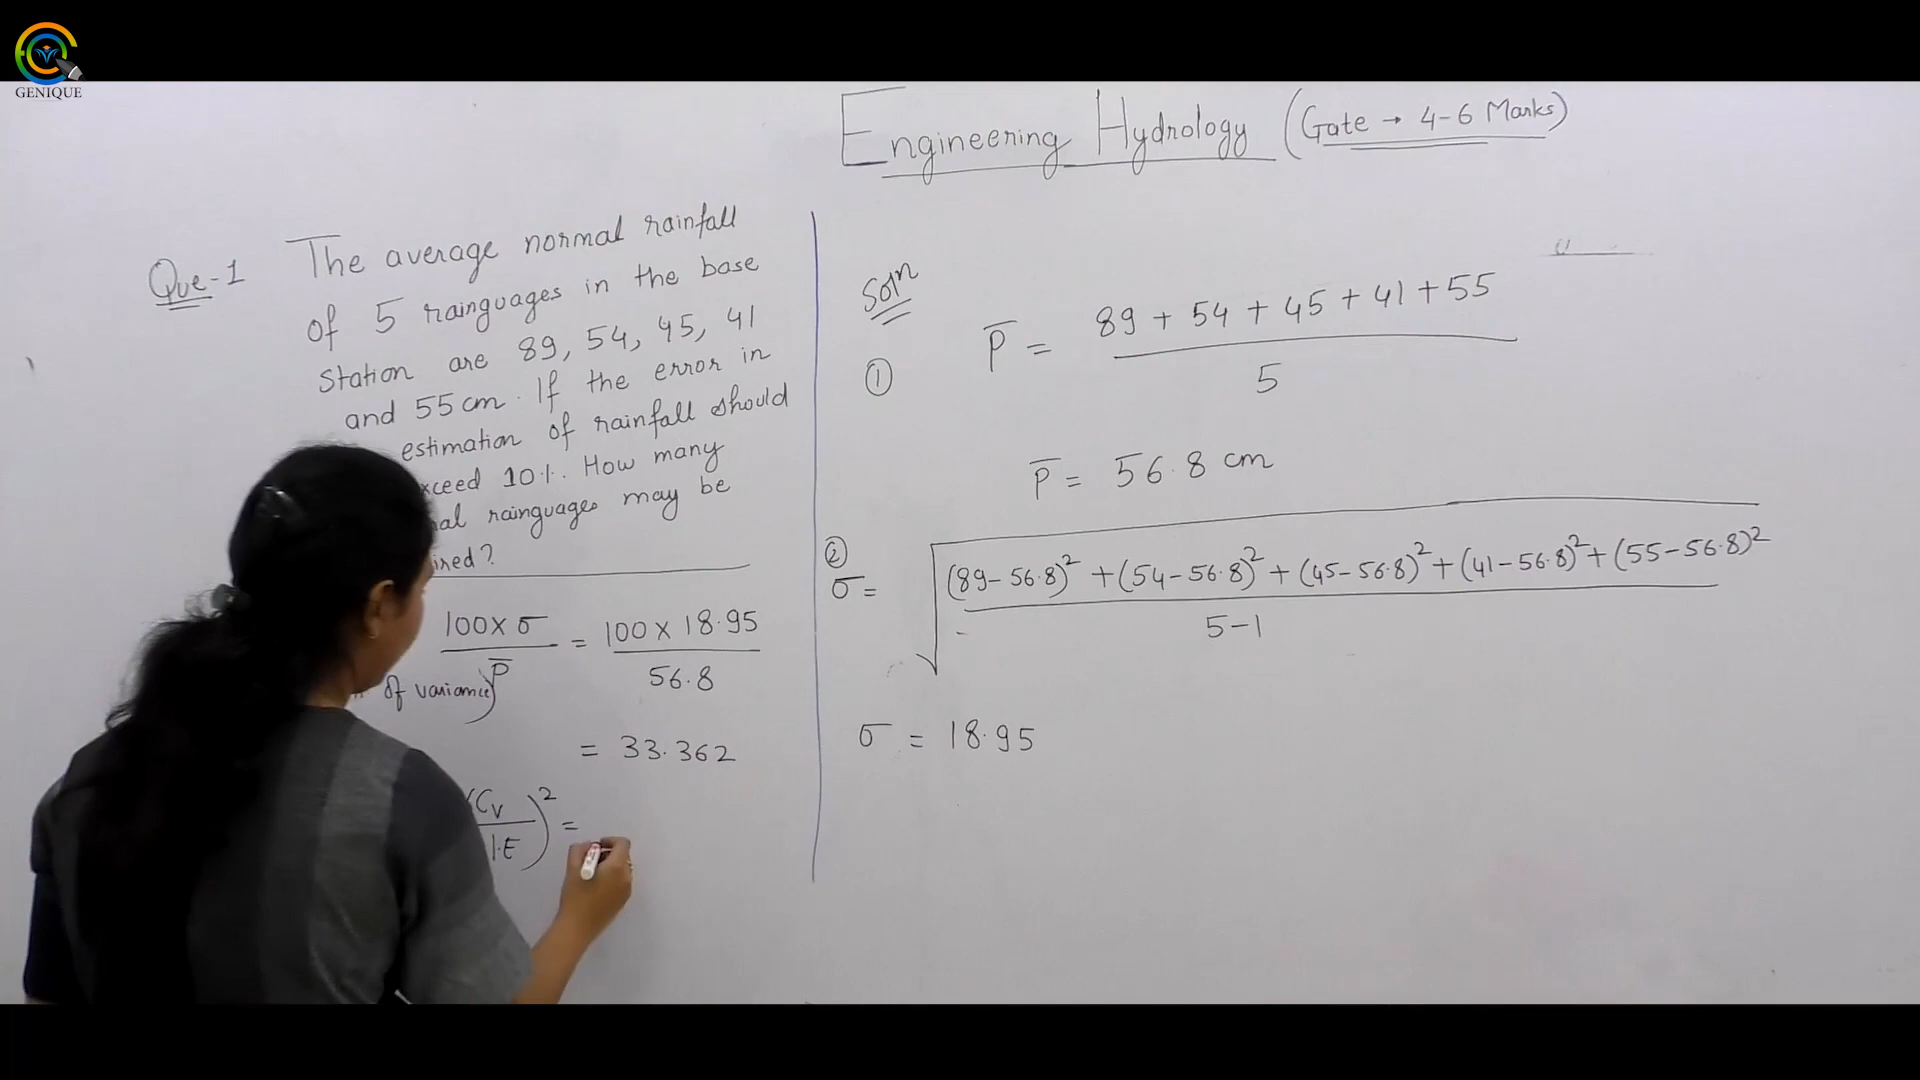 GENIQUE
Engineering Hydrology (Gate → 4-6 Marks)
Que-1 The average normal rainfall
of 5 rainguages in the base
station are 89, 54, 45, 41
and 55 cm. If the error in
estimation of rainfall should
xceed 10%. How many
nal rainguages may be
ired?
100 x σ / P̅ = 100 x 18.95 / 56.8
of variance)
= 33.362
(Cv / %E)² =
Soln
① P̅ = 89 + 54 + 45 + 41 + 55 / 5
P̅ = 56.8 cm
② σ = √ (89-56.8)² + (54-56.8)² + (45-56.8)² + (41-56.8)² + (55-56.8)² / 5-1
σ = 18.95